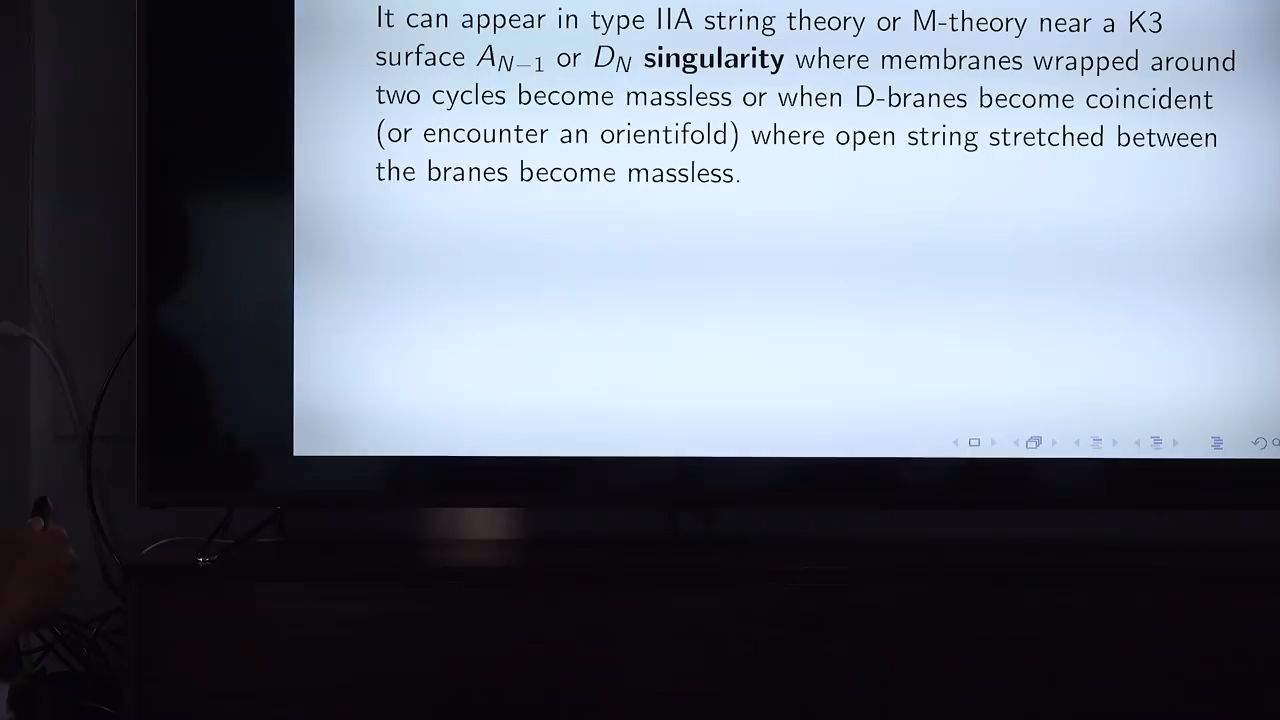 It can appear in type IIA string theory or M-theory near a K3
surface A_{N−1} or D_N singularity where membranes wrapped around
two cycles become massless or when D-branes become coincident
(or encounter an orientifold) where open string stretched between
the branes become massless.